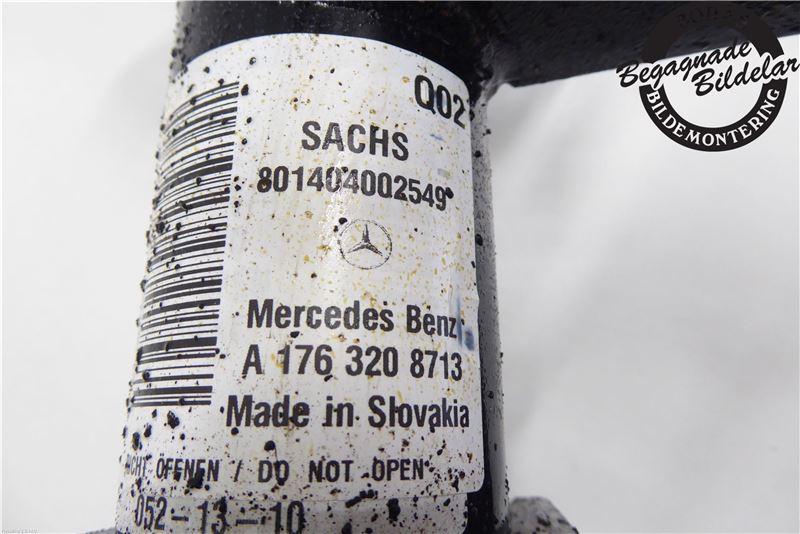 Begagnade
Bildelar
BILDEMONTERING
Q02
SACHS
801404002549
Mercedes Benz
A 176 320 8713
Made in Slovakia
NICHT ÖFFNEN / DO NOT OPEN
052-13-10